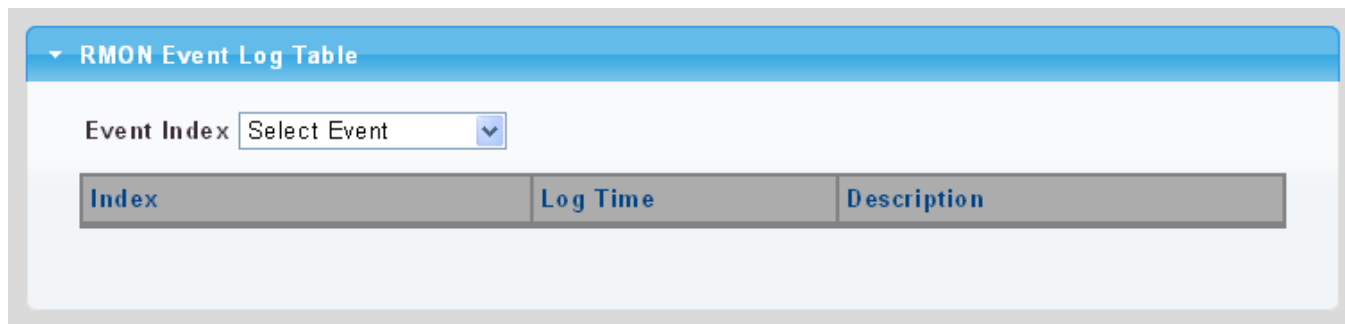 RMON Event Log Table
Event Index Select Event
Index Log Time Description